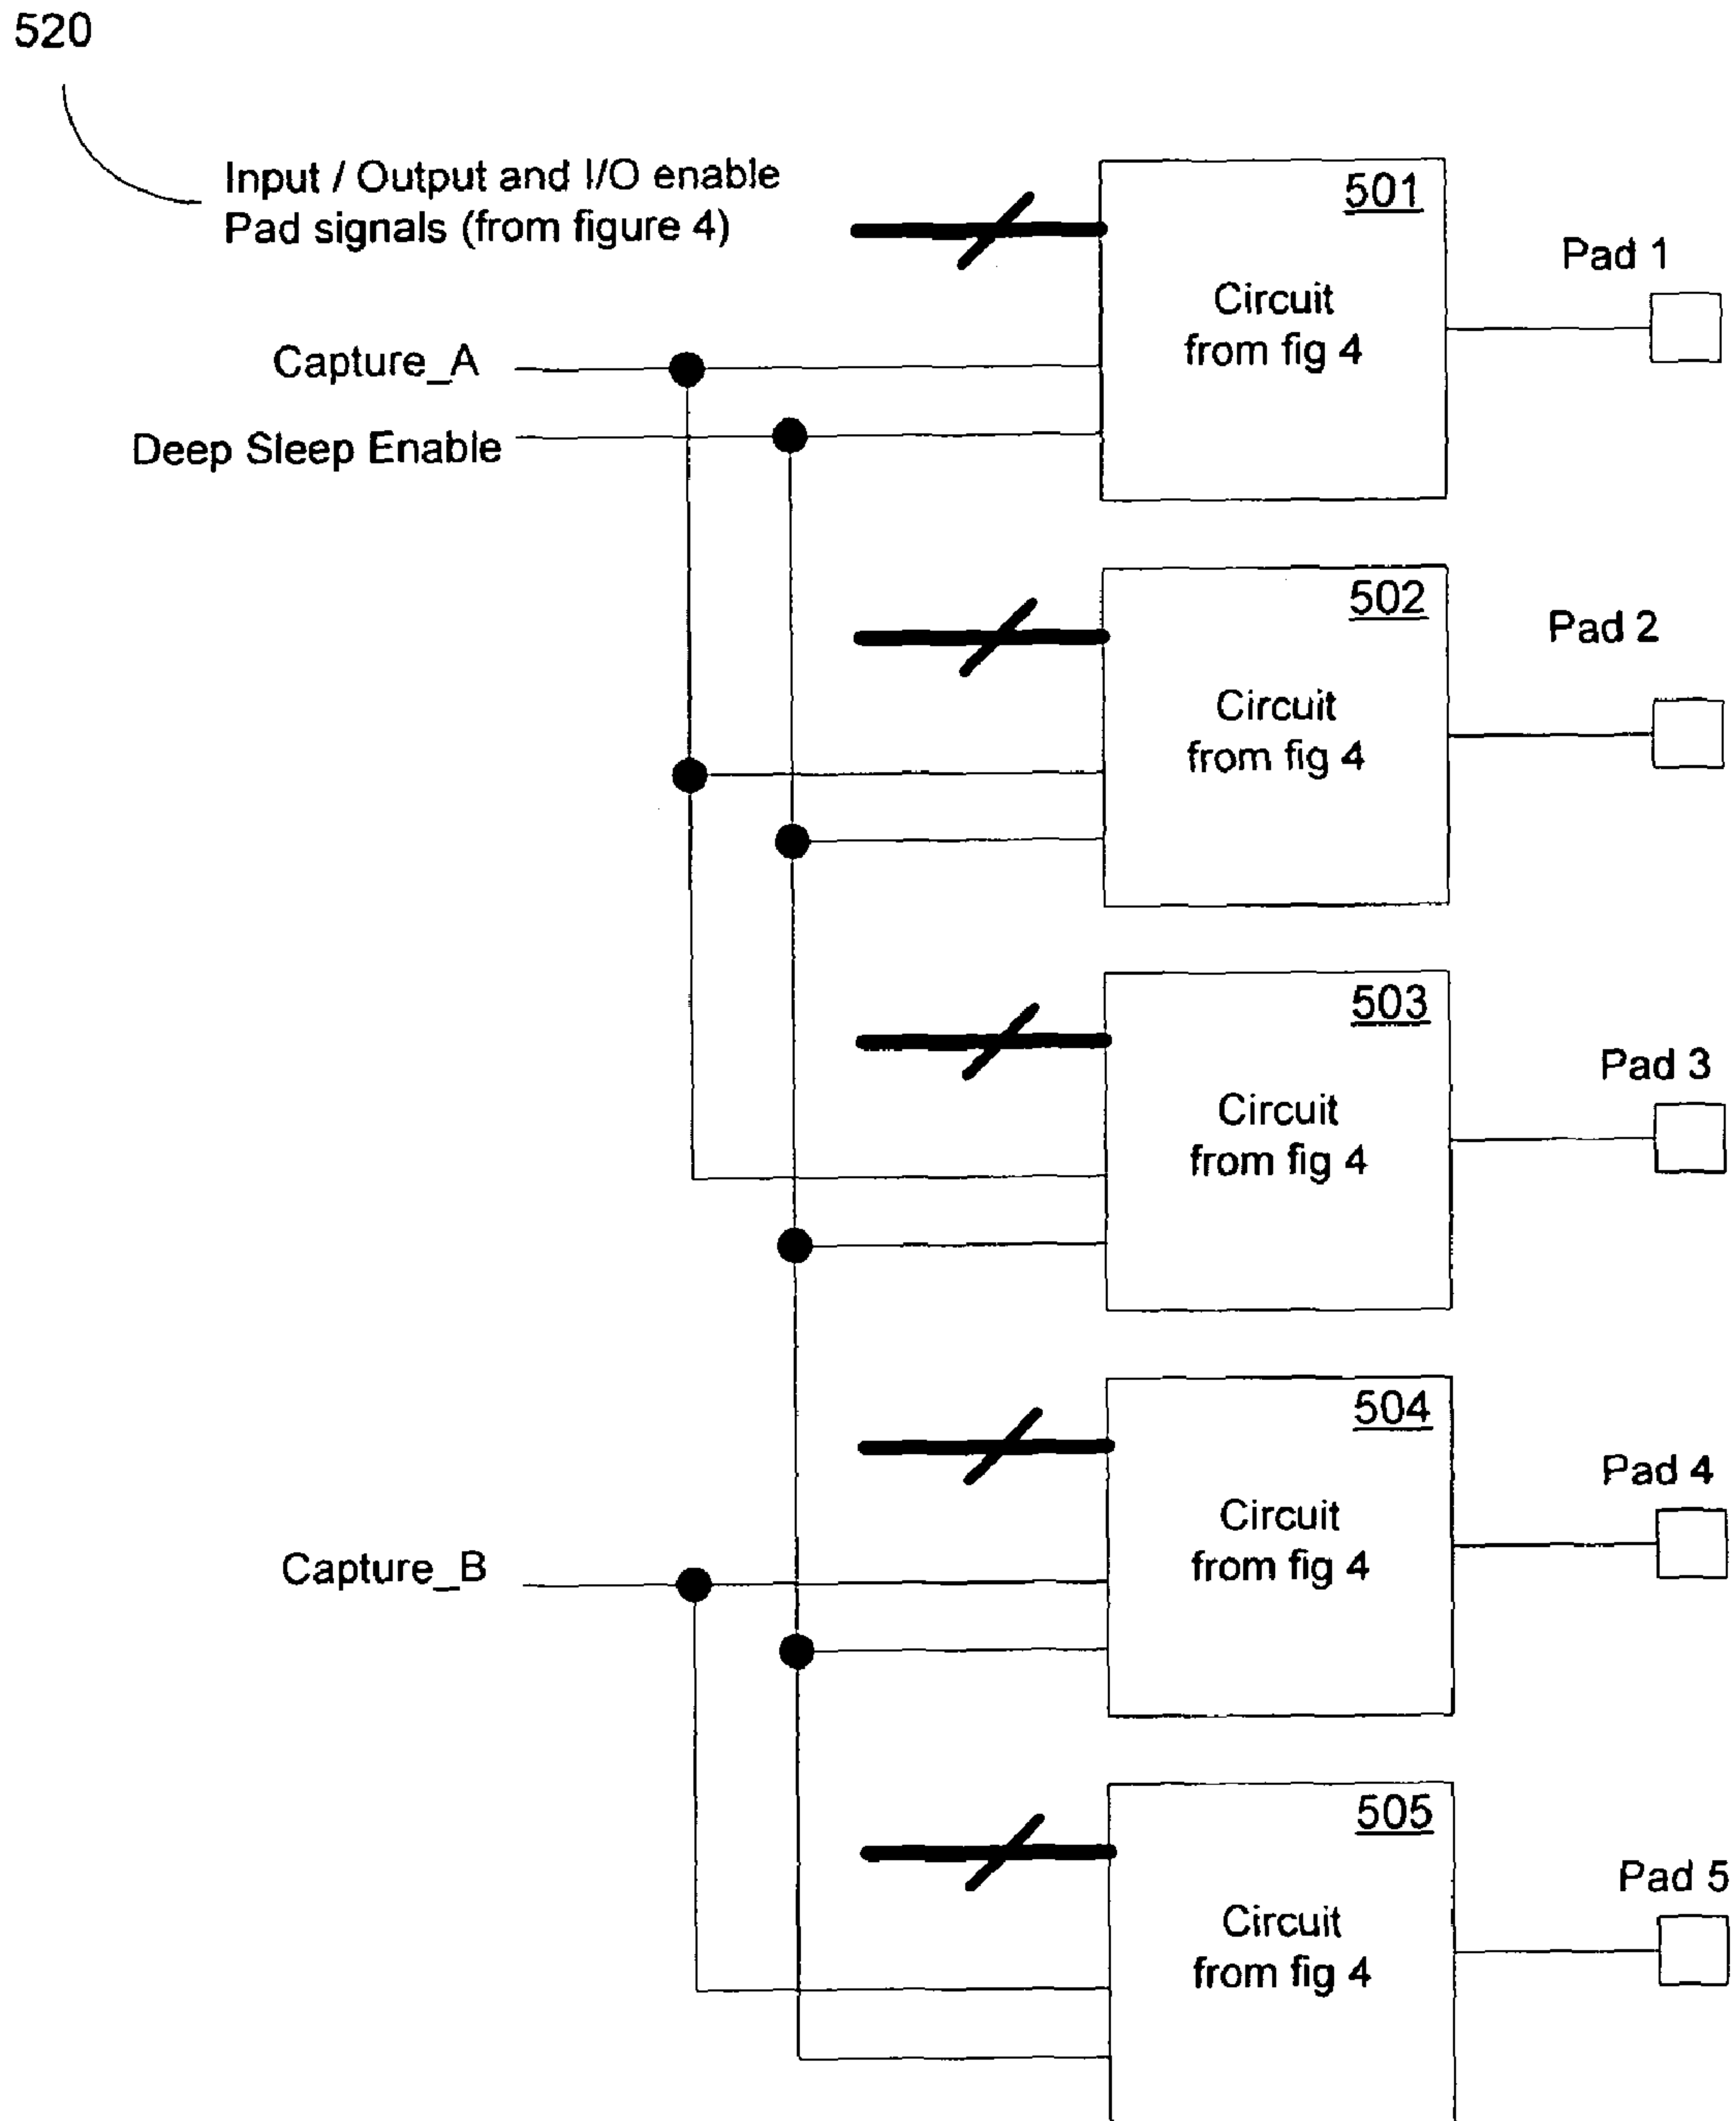 520
Input / Output and I/O enable
Pad signals (from figure 4)
501
Circuit
from fig 4
Pad 1
Capture_A
Deep Sleep Enable
502
Circuit
from fig 4
Pad 2
503
Circuit
from fig 4
Pad 3
504
Circuit
from fig 4
Pad 4
Capture_B
505
Circuit
from fig 4
Pad 5